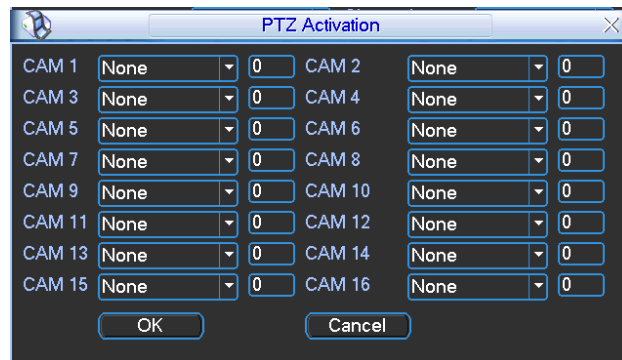 PTZ Activation
CAM 1 None 0 CAM 2 None 0
CAM 3 None 0 CAM 4 None 0
CAM 5 None 0 CAM 6 None 0
CAM 7 None 0 CAM 8 None 0
CAM 9 None 0 CAM 10 None 0
CAM 11 None 0 CAM 12 None 0
CAM 13 None 0 CAM 14 None 0
CAM 15 None 0 CAM 16 None 0
OK Cancel